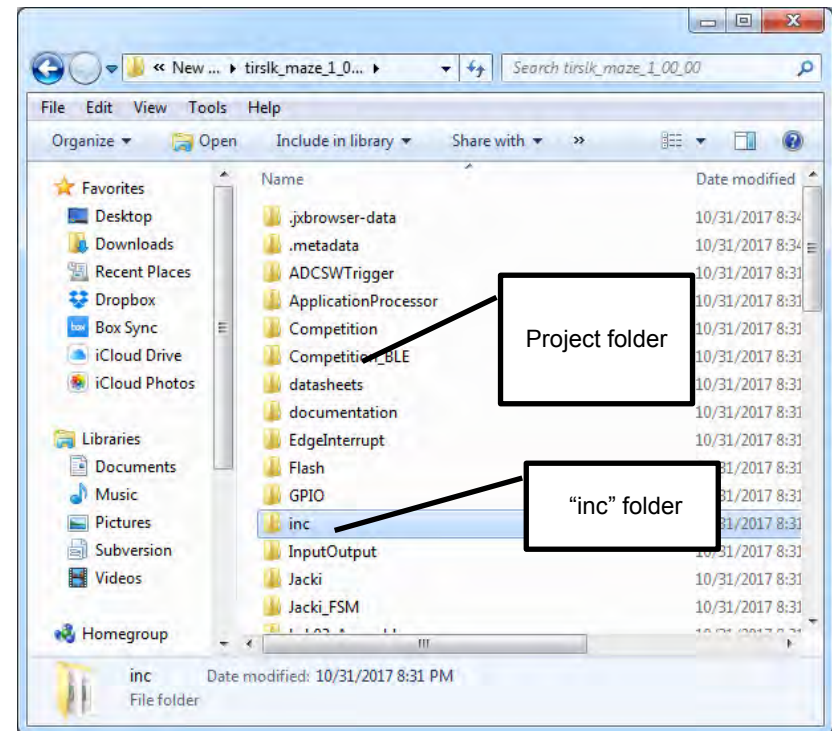 « New ... ▸ tirslk_maze_1_0... ▸ Search tirslk_maze_1_00_00
File Edit View Tools Help
Organize ▾ Open Include in library ▾ Share with ▾ »
Favorites
Desktop
Downloads
Recent Places
Dropbox
Box Sync
iCloud Drive
iCloud Photos
Libraries
Documents
Music
Pictures
Subversion
Videos
Homegroup
Name Date modified
.jxbrowser-data 10/31/2017 8:34
.metadata 10/31/2017 8:34
ADCSWTrigger 10/31/2017 8:31
ApplicationProcessor 10/31/2017 8:31
Competition 10/31/2017 8:31
Competition_BLE 10/31/2017 8:31
datasheets 10/31/2017 8:31
documentation 10/31/2017 8:31
EdgeInterrupt 10/31/2017 8:31
Flash 10/31/2017 8:31
GPIO 8:31
inc 31/2017 8:31
InputOutput 10/31/2017 8:31
Jacki 10/31/2017 8:31
Jacki_FSM 10/31/2017 8:31
Project folder
“inc” folder
inc Date modified: 10/31/2017 8:31 PM
File folder